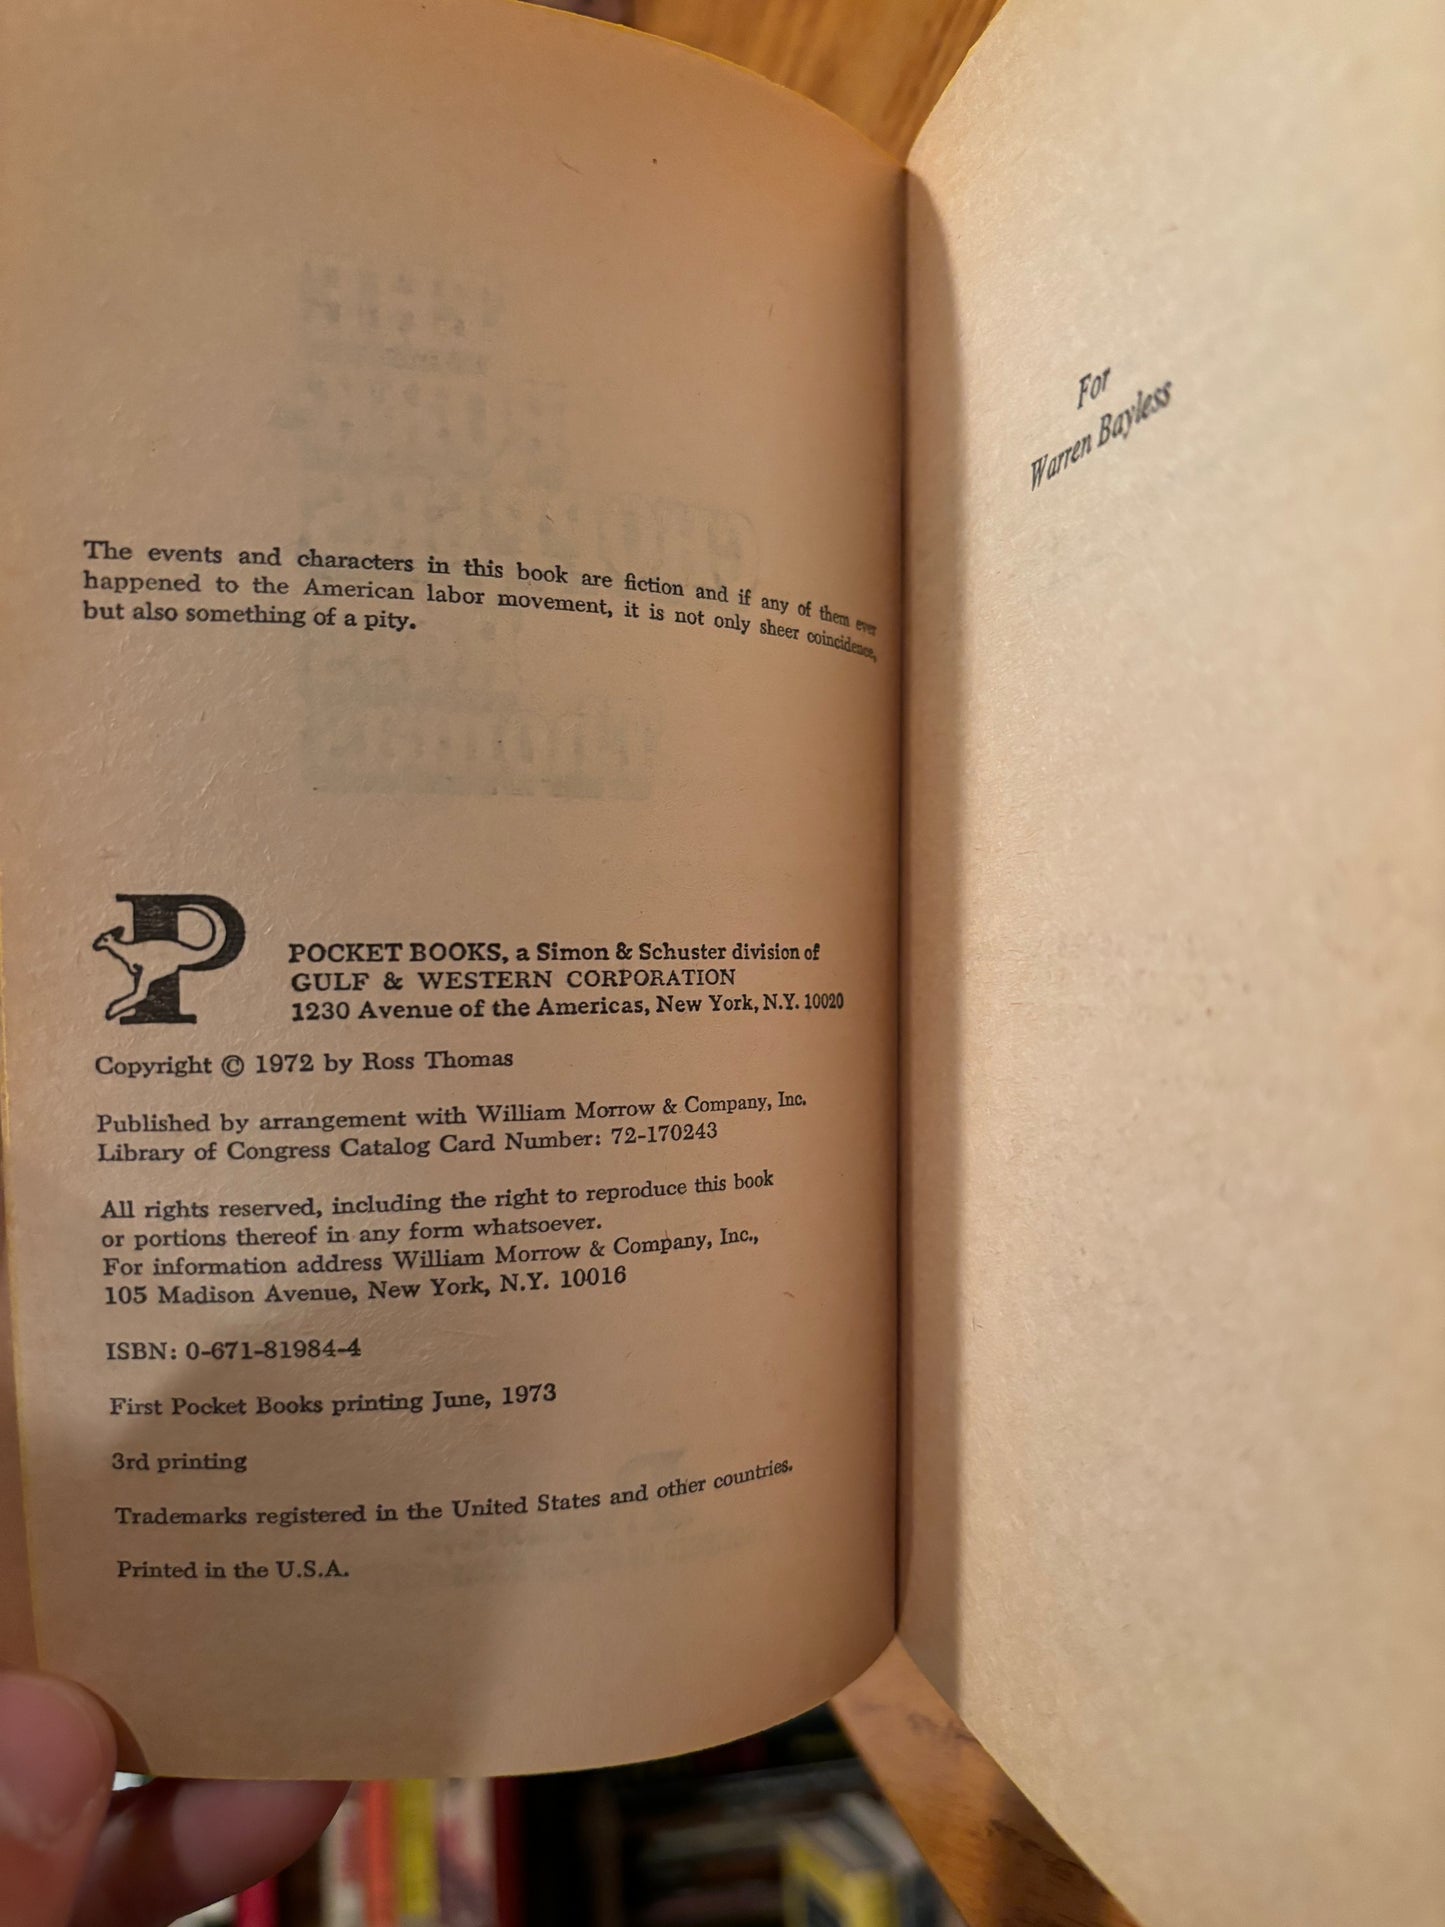 The events and characters in this book are fiction and if any of them ever
happened to the American labor movement, it is not only sheer coincidence,
but also something of a pity.
P
POCKET BOOKS, a Simon & Schuster division of
GULF & WESTERN CORPORATION
1230 Avenue of the Americas, New York, N.Y. 10020
Copyright © 1972 by Ross Thomas
Published by arrangement with William Morrow & Company, Inc.
Library of Congress Catalog Card Number: 72-170243
All rights reserved, including the right to reproduce this book
or portions thereof in any form whatsoever.
For information address William Morrow & Company, Inc.,
105 Madison Avenue, New York, N.Y. 10016
ISBN: 0-671-81984-4
First Pocket Books printing June, 1973
3rd printing
Trademarks registered in the United States and other countries.
Printed in the U.S.A.
For
Warren Bayless